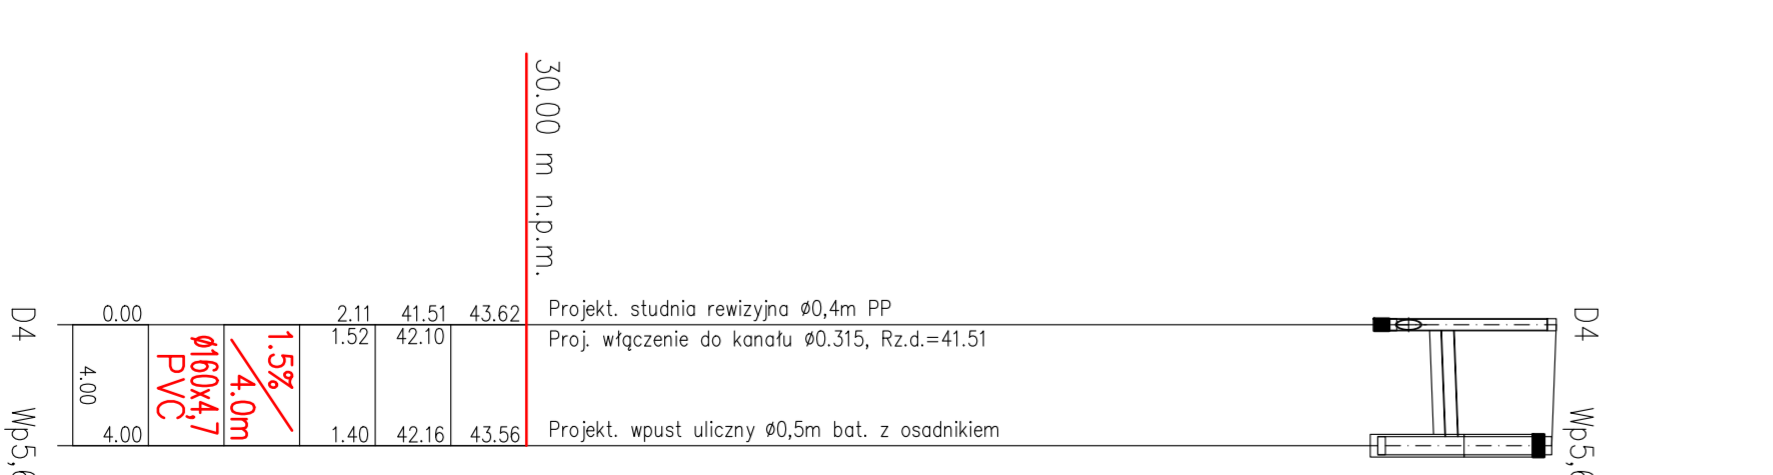 30.00 m n.p.m.
D4
0.00
2.11
41.51
43.62
Projekt. studnia rewizyjna ø0,4m PP
D4
1.52
42.10
Proj. włączenie do kanału Ø0.315, Rz.d.=41.51
4.00
ø160x4,7
PVC
1.5%
4.0m
4.00
1.40
42.16
43.56
Projekt. wpust uliczny Ø0,5m bat. z osadnikiem